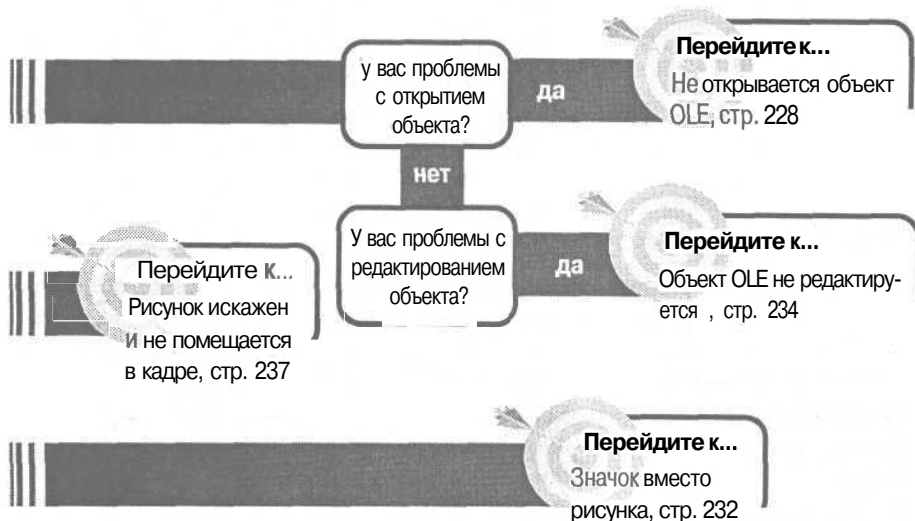 у вас проблемы
с открытием
объекта?
да
Перейдите к...
Не открывается объект
OLE, стр. 228
нет
У вас проблемы с
редактированием
объекта?
да
Перейдите к...
Объект OLE не редактиру-
ется , стр. 234
Перейдите к...
Рисунок искажен
и не помещается
в кадре, стр. 237
Перейдите к...
Значок вместо
рисунка, стр. 232